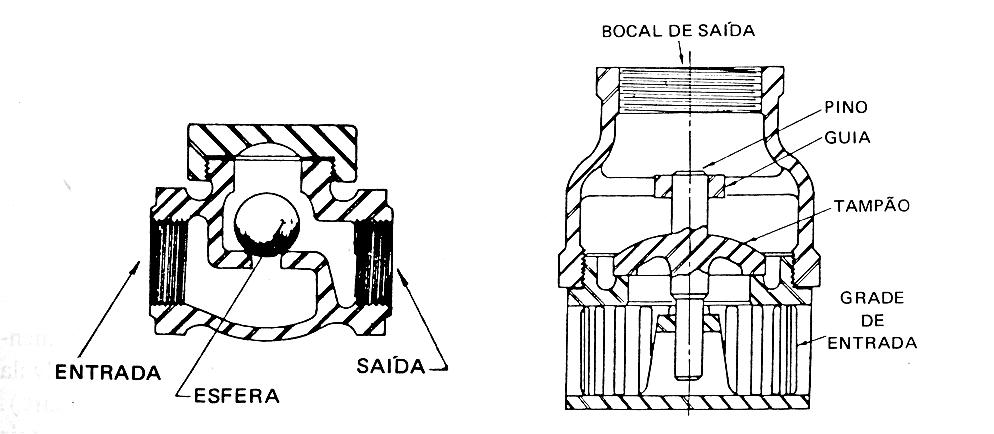 ENTRADA
ESFERA
SAÍDA
BOCAL DE SAÍDA
PINO
GUIA
TAMPÃO
GRADE
DE
ENTRADA